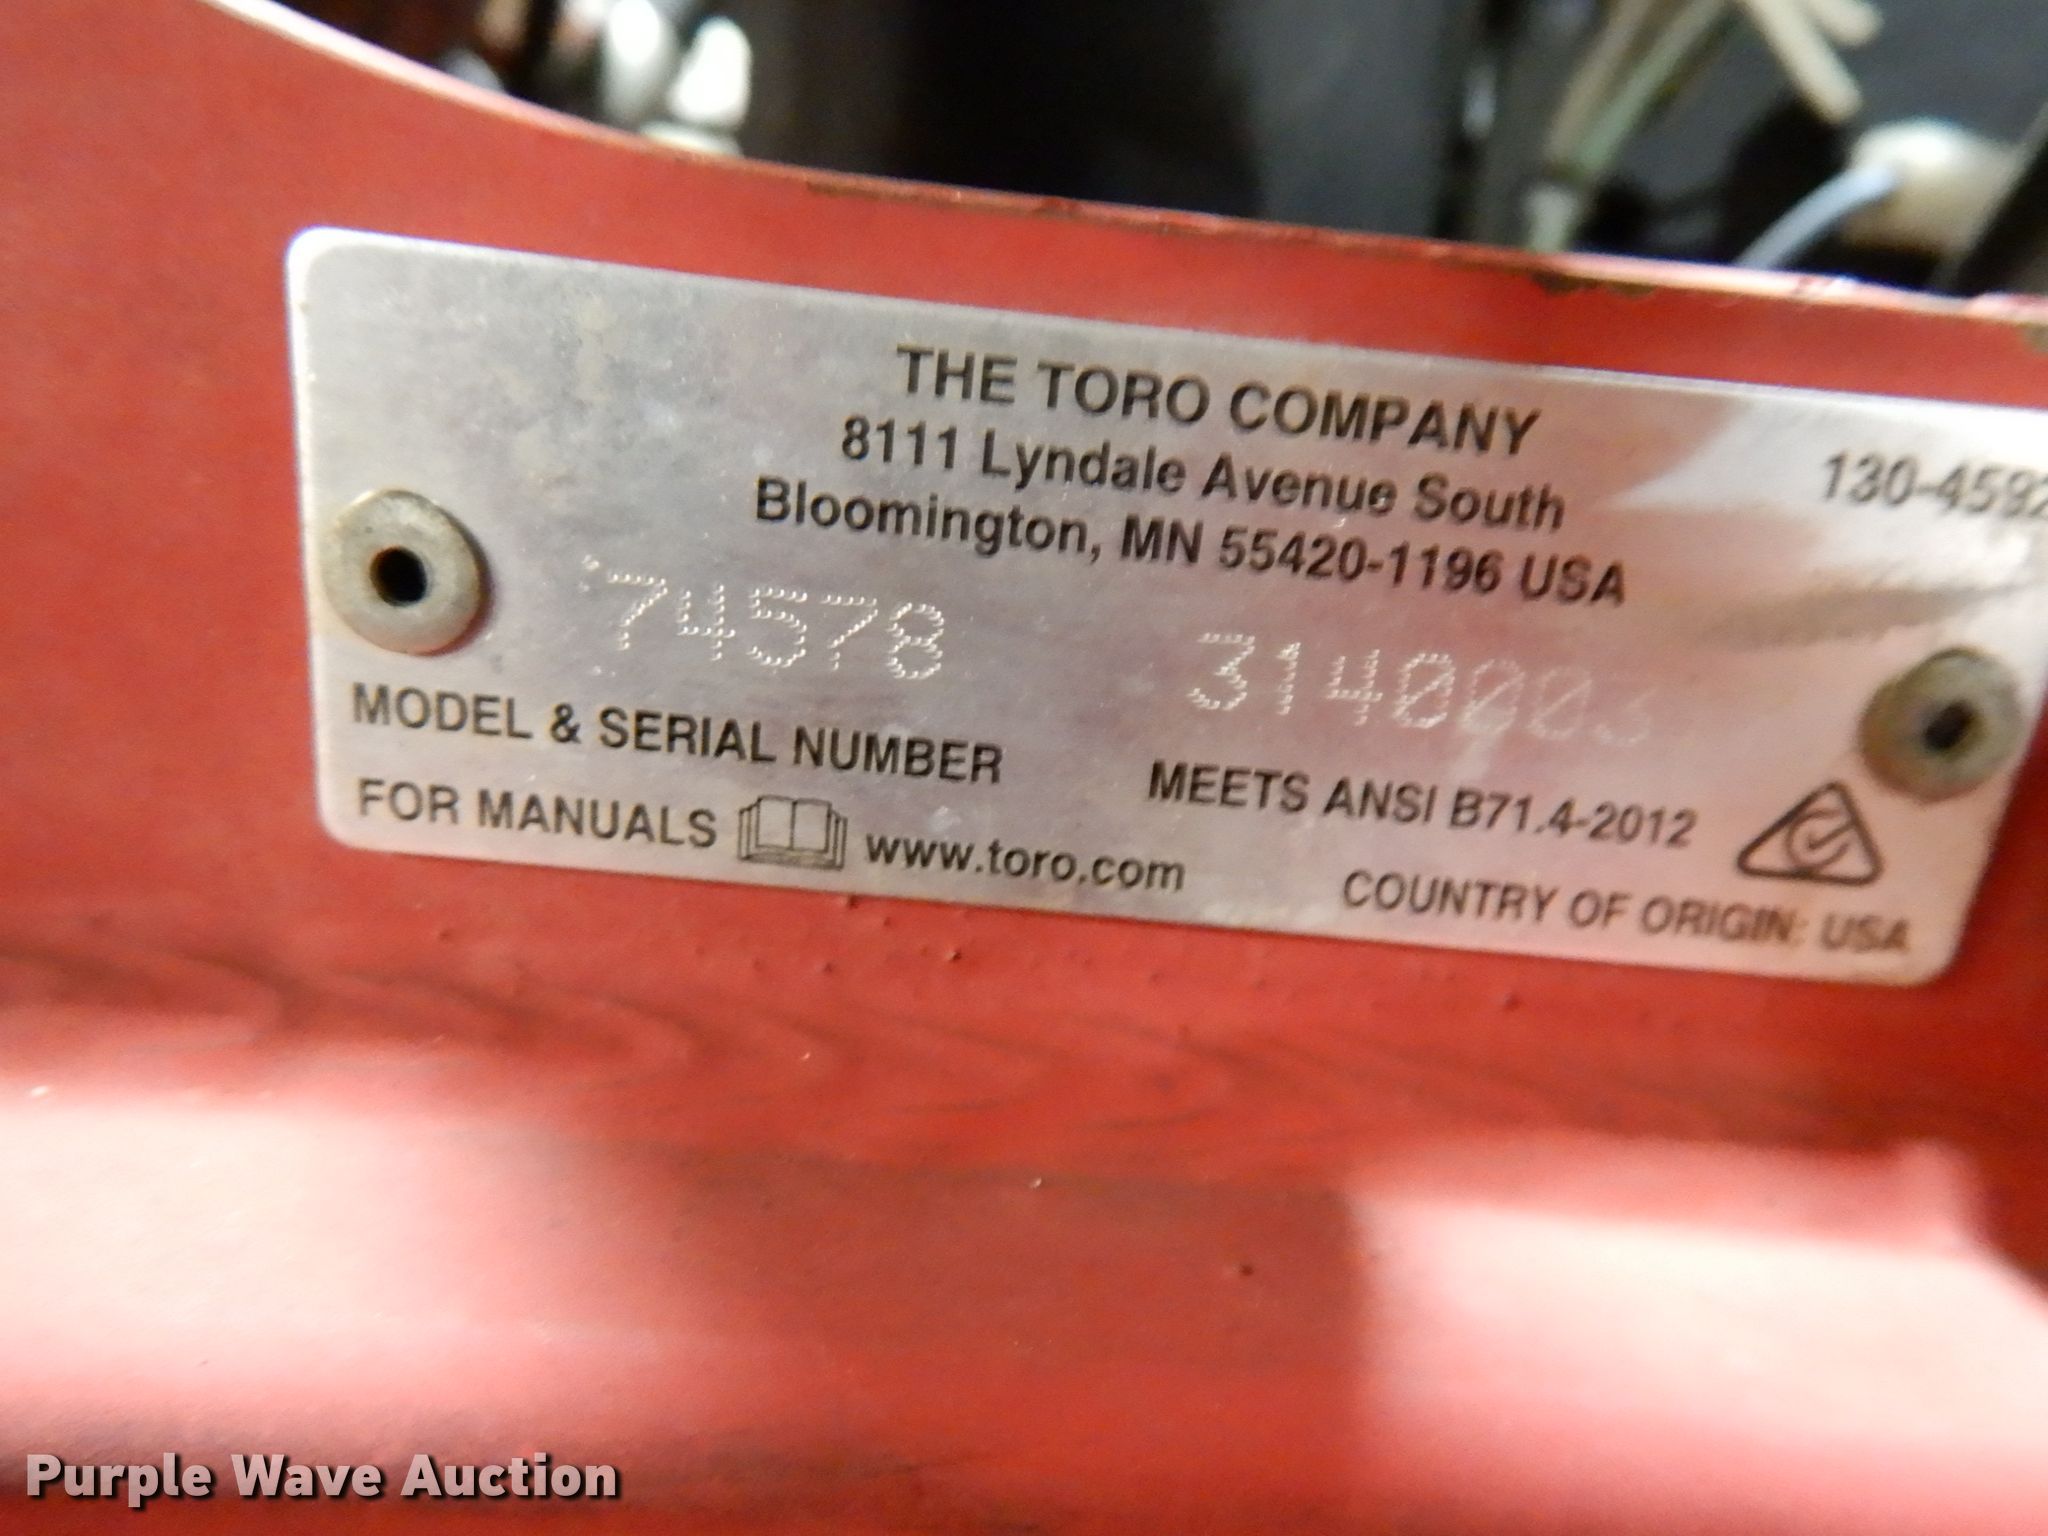 THE TORO COMPANY
8111 Lyndale Avenue South
130-4592
Bloomington, MN 55420-1196 USA
74578 
MODEL & SERIAL NUMBER
MEETS ANSI B71.4-2012
FOR MANUALS www.toro.com
COUNTRY OF ORIGIN: USA
Purple Wave Auction